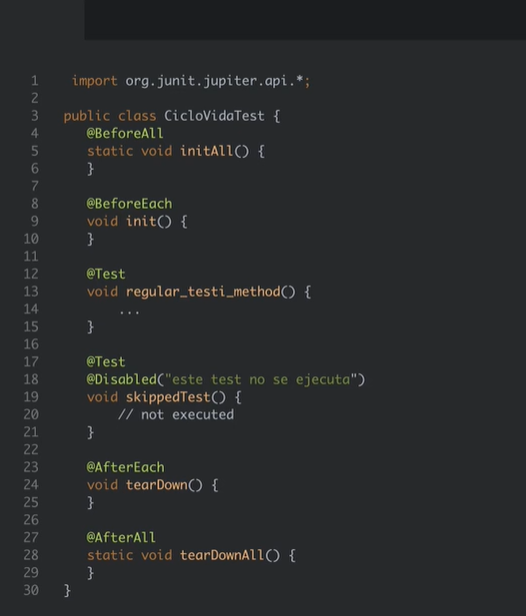 1 import org.junit.jupiter.api.*;
2
3 public class CicloVidaTest {
4 @BeforeAll
5 static void initAll() {
6 }
7
8 @BeforeEach
9 void init() {
10 }
11
12 @Test
13 void regular_testi_method() {
14 ...
15 }
16
17 @Test
18 @Disabled("este test no se ejecuta")
19 void skippedTest() {
20 // not executed
21 }
22
23 @AfterEach
24 void tearDown() {
25 }
26
27 @AfterAll
28 static void tearDownAll() {
29 }
30 }